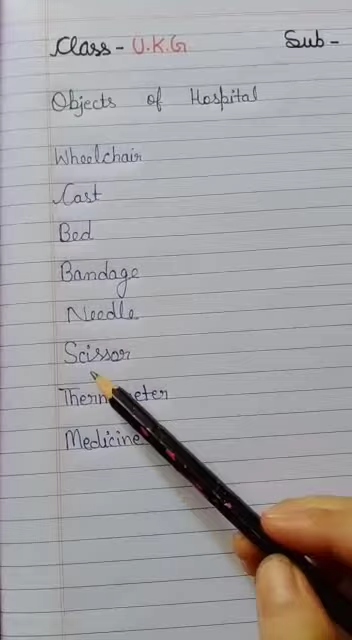 Class - U.K.G Sub -
Objects of Hospital
Wheelchair
Cast
Bed
Bandage
Needle
Scissor
Medicine